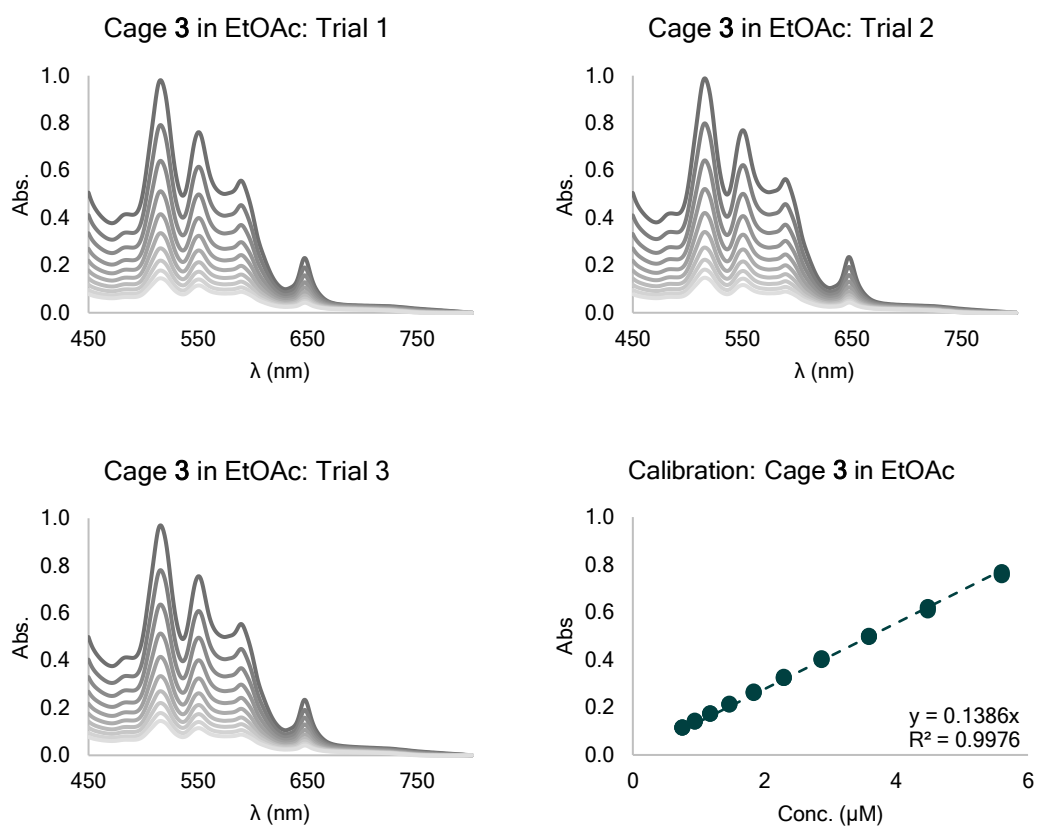 Cage 3 in EtOAc: Trial 1
1.0
0.8
0.6
0.4
0.2
0.0
Abs.
450
550
650
750
λ (nm)
Cage 3 in EtOAc: Trial 2
1.0
0.8
0.6
0.4
0.2
0.0
Abs.
450
550
650
750
λ (nm)
Cage 3 in EtOAc: Trial 3
1.0
0.8
0.6
0.4
0.2
0.0
Abs.
450
550
650
750
λ (nm)
Calibration: Cage 3 in EtOAc
1.0
0.8
0.6
0.4
0.2
0.0
Abs
y = 0.1386x
R² = 0.9976
0
2
4
6
Conc. (µM)